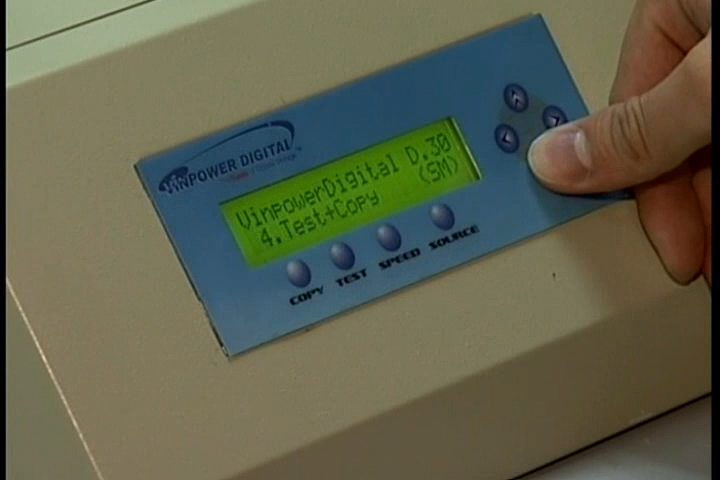 VINPOWER DIGITAL
VinpowerDigital D.30
4.Test+Copy (SM)
COPY TEST SPEED SOURCE